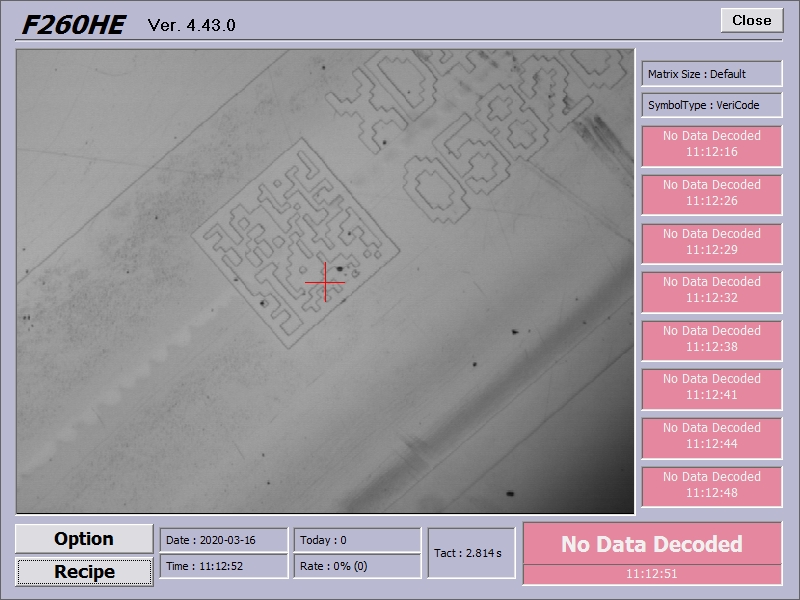 F260HE Ver. 4.43.0
Close
Matrix Size : Default
SymbolType : VeriCode
No Data Decoded
11:12:16
No Data Decoded
11:12:26
No Data Decoded
11:12:29
No Data Decoded
11:12:32
No Data Decoded
11:12:38
No Data Decoded
11:12:41
No Data Decoded
11:12:44
No Data Decoded
11:12:48
Option
Recipe
Date : 2020-03-16
Time : 11:12:52
Today : 0
Rate : 0% (0)
Tact : 2.814 s
No Data Decoded
11:12:51